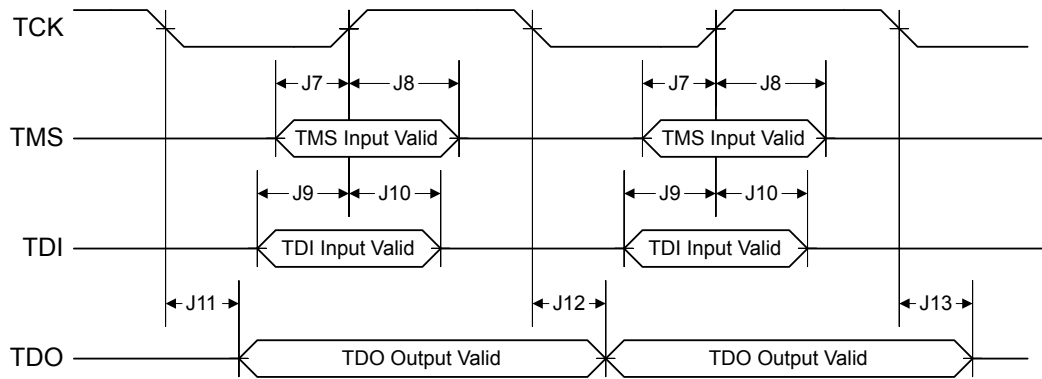 TCK
J7 J8 J7 J8
TMS TMS Input Valid TMS Input Valid
J9 J10 J9 J10
TDI TDI Input Valid TDI Input Valid
J11 J12 J13
TDO TDO Output Valid TDO Output Valid